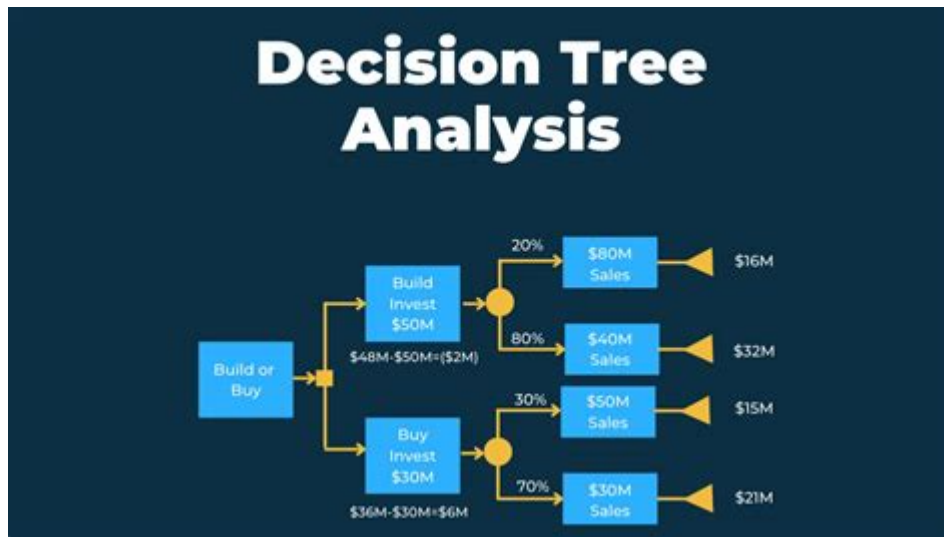 Decision Tree
Analysis
Build or
Buy
Build
Invest
$50M
$48M-$50M=($2M)
20%
$80M
Sales
$16M
80%
$40M
Sales
$32M
Buy
Invest
$30M
$36M-$30M=$6M
30%
$50M
Sales
$15M
70%
$30M
Sales
$21M